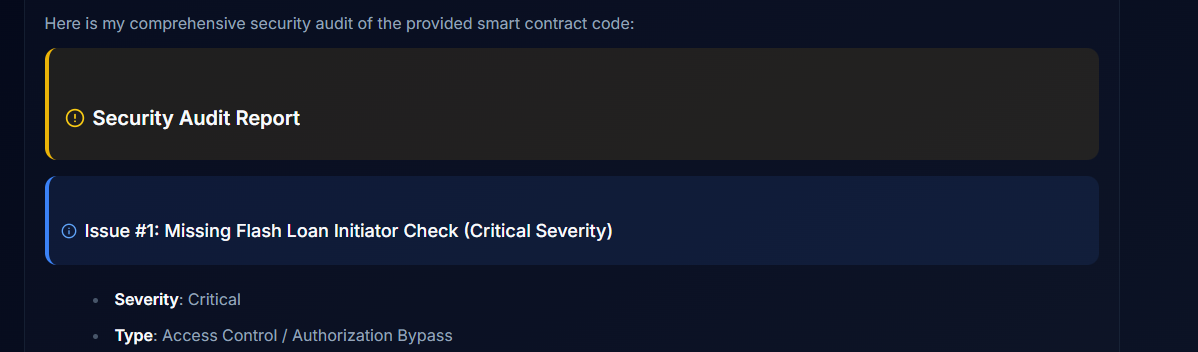 Here is my comprehensive security audit of the provided smart contract code:
Security Audit Report
Issue #1: Missing Flash Loan Initiator Check (Critical Severity)
Severity: Critical
Type: Access Control / Authorization Bypass